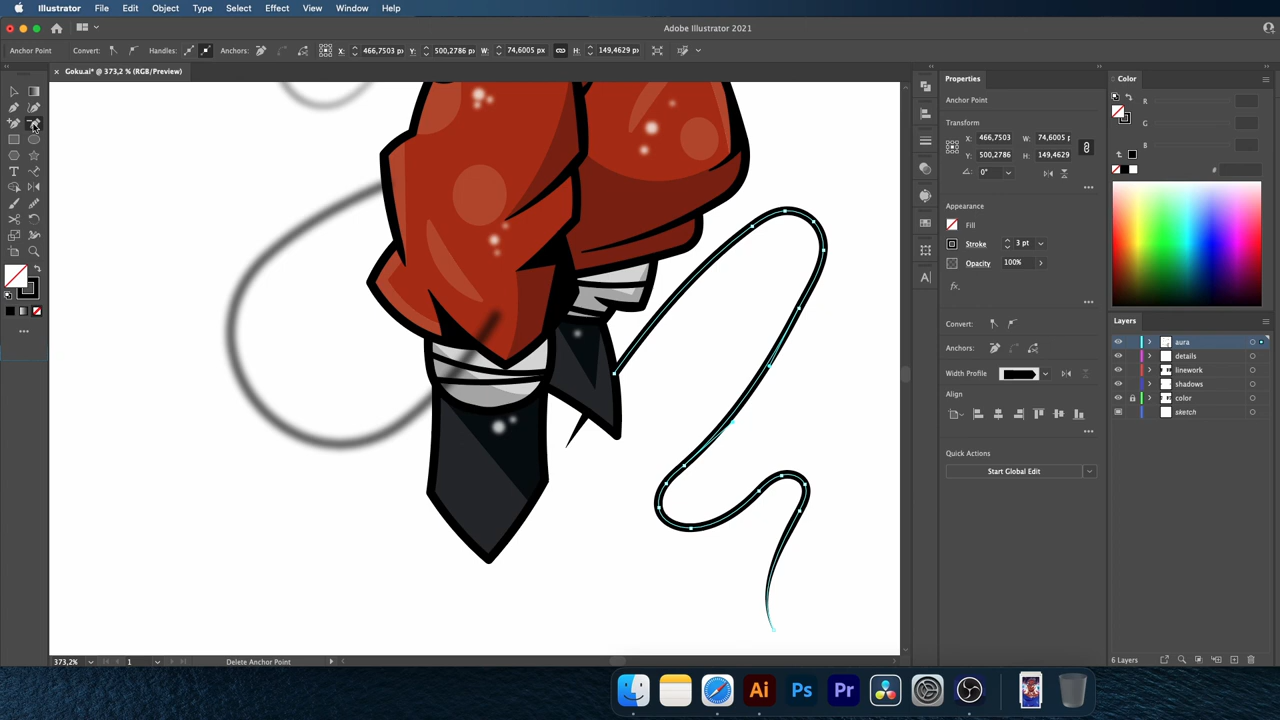 Illustrator File Edit Object Type Select Effect View Window Help
Adobe Illustrator 2021
Anchor Point Convert: Handles: Anchors: X: 466,7503 px Y: 500,2786 px W: 74,6005 px H: 149,4629 px
× Goku.ai* @ 373,2 % (RGB/Preview)
Properties
Color
Anchor Point
R
Transform
G
X: 466,7503 W: 74,6005 p
B
Y: 500,2786 H: 149,4629
0°
#
Appearance
Fill
Stroke 3 pt
Opacity 100%
fx.
Layers
Convert:
aura
Anchors:
details
Width Profile
linework
shadows
Align
color
sketch
Quick Actions
Start Global Edit
373,2% 1 Delete Anchor Point
6 Layers
Ai Ps Pr